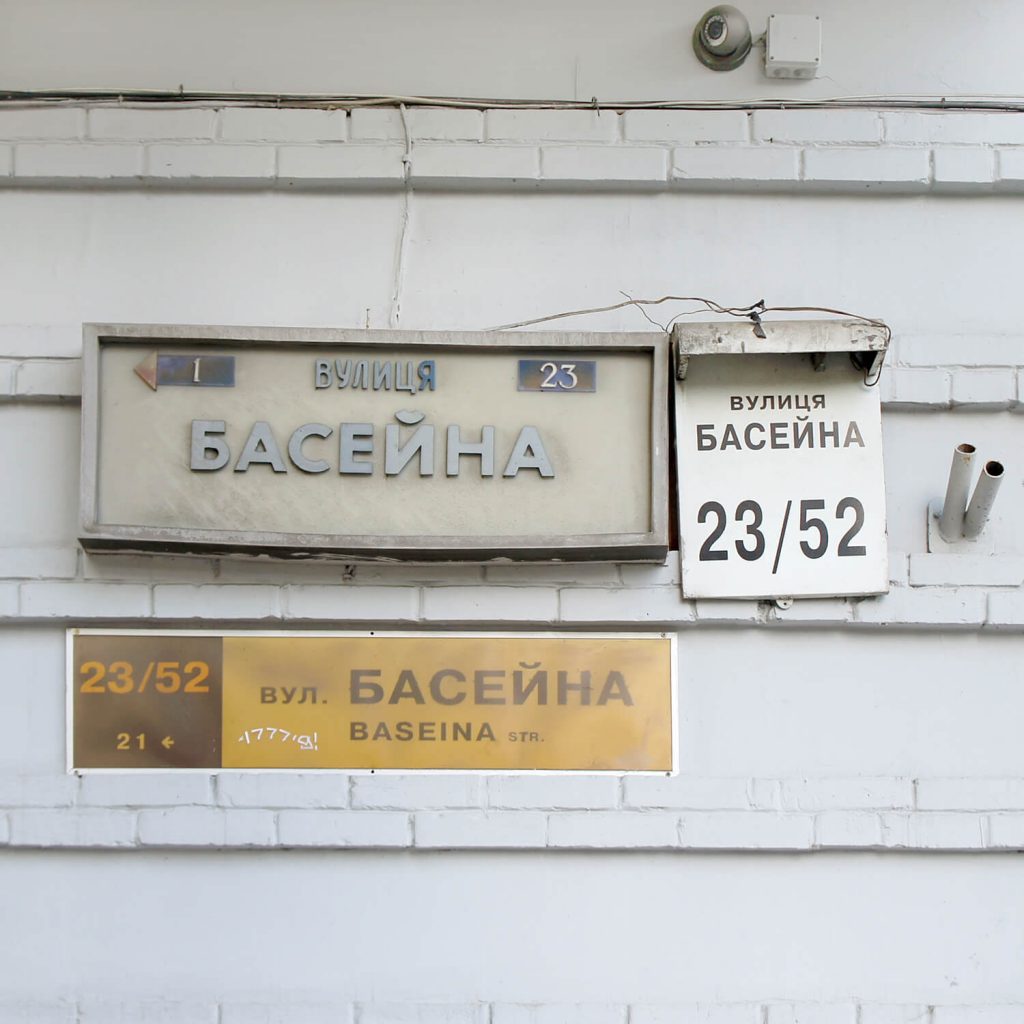 1 ВУЛИЦЯ 23
БАСЕЙНА
ВУЛИЦЯ
БАСЕЙНА
23/52
23/52
21 ←
ВУЛ. БАСЕЙНА
BASEINA STR.